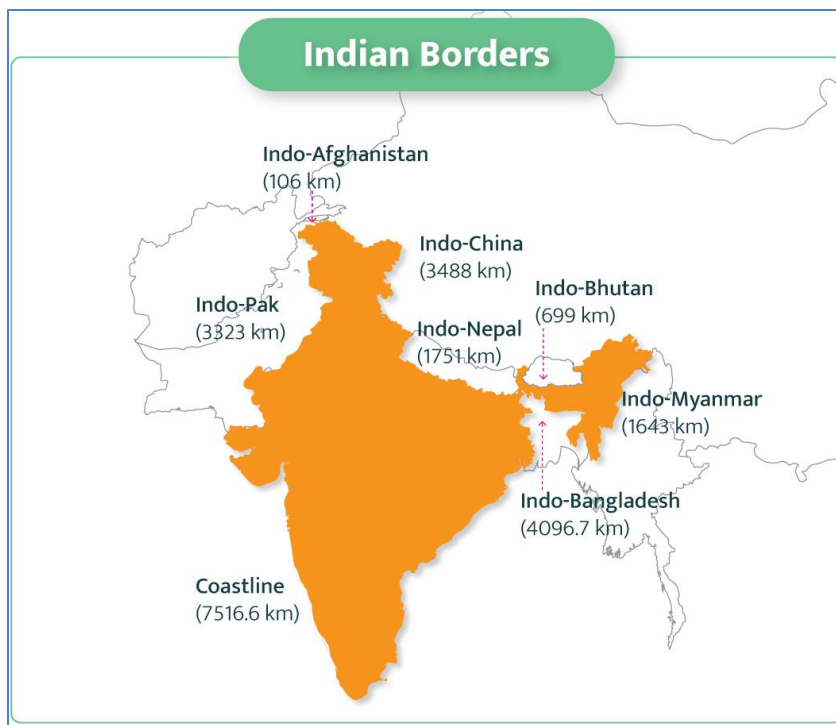 Indian Borders
Indo-Afghanistan
(106 km)
Indo-China
(3488 km)
Indo-Bhutan
(699 km)
Indo-Pak
(3323 km)
Indo-Nepal
(1751 km)
Indo-Myanmar
(1643 km)
Indo-Bangladesh
(4096.7 km)
Coastline
(7516.6 km)